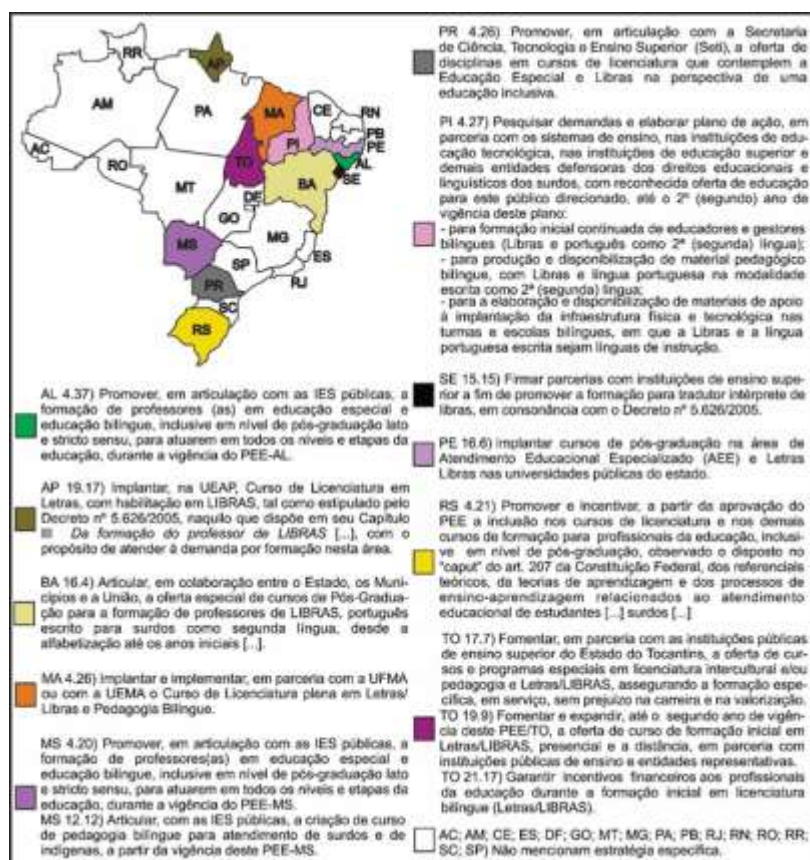 RR
AP
AM
PA
MA
CE
RN
PB
PE
PI
AL
SE
AC
RO
TO
BA
MT
DF
GO
MG
MS
ES
SP
RJ
PR
SC
RS
AL 4.37) Promover, em articulação com as IES públicas, a
formação de professores (as) em educação especial e
educação bilíngue, inclusive em nível de pós-graduação lato
e stricto sensu, para atuarem em todos os níveis e etapas da
educação, durante a vigência do PEE-AL.
AP 19.17) Implantar, na UEAP, Curso de Licenciatura em
Letras, com habilitação em LIBRAS, tal como estipulado pelo
Decreto nº 5.626/2005, naquilo que dispõe em seu Capítulo
III Da formação do professor de LIBRAS [...], com o
propósito de atender à demanda por formação nesta área.
BA 16.4) Articular, em colaboração entre o Estado, os Muni-
cípios e a União, a oferta especial de cursos de Pós-Gradua-
ção para a formação de professores de LIBRAS, português
escrito para surdos como segunda língua, desde a
alfabetização até os anos iniciais [...].
MA 4.26) Implantar e implementar, em parceria com a UFMA
ou com a UEMA o Curso de Licenciatura plena em Letras/
Libras e Pedagogia Bilíngue.
MS 4.20) Promover, em articulação com as IES públicas, a
formação de professores(as) em educação especial e
educação bilíngue, inclusive em nível de pós-graduação lato
e stricto sensu, para atuarem em todos os níveis e etapas da
educação, durante a vigência do PEE-MS.
MS 12.12) Articular, com as IES públicas, a criação de curso
de pedagogia bilíngue para atendimento de surdos e de
indígenas, a partir da vigência deste PEE-MS.
PR 4.26) Promover, em articulação com a Secretaria
de Ciência, Tecnologia e Ensino Superior (Seti), a oferta de
disciplinas em cursos de licenciatura que contemplem a
Educação Especial e Libras na perspectiva de uma
educação inclusiva.
PI 4.27) Pesquisar demandas e elaborar plano de ação, em
parceria com os sistemas de ensino, nas instituições de edu-
cação tecnológica, nas instituições de educação superior e
demais entidades defensoras dos direitos educacionais e
linguísticos dos surdos, com reconhecida oferta de educação
para este público direcionado, até o 2º (segundo) ano de
vigência deste plano:
- para formação inicial continuada de educadores e gestores
bilíngues (Libras e português como 2ª (segunda) língua);
- para produção e disponibilização de material pedagógico
bilíngue, com Libras e língua portuguesa na modalidade
escrita como 2ª (segunda) língua;
- para a elaboração e disponibilização de materiais de apoio
à implantação da infraestrutura física e tecnológica nas
turmas e escolas bilíngues, em que a Libras e a língua
portuguesa escrita sejam línguas de instrução.
SE 15.15) Firmar parcerias com instituições de ensino supe-
rior a fim de promover a formação para tradutor intérprete de
libras, em consonância com o Decreto nº 5.626/2005.
PE 16.6) Implantar cursos de pós-graduação na área de
Atendimento Educacional Especializado (AEE) e Letras
Libras nas universidades públicas do estado.
RS 4.21) Promover e incentivar, a partir da aprovação do
PEE a inclusão nos cursos de licenciatura e nos demais
cursos de formação para profissionais da educação, inclusi-
ve em nível de pós-graduação, observado o disposto no
"caput" do art. 207 da Constituição Federal, dos referenciais
teóricos, da teorias de aprendizagem e dos processos de
ensino-aprendizagem relacionados ao atendimento
educacional de estudantes [...] surdos [...]
TO 17.7) Fomentar, em parceria com as instituições públicas
de ensino superior do Estado do Tocantins, a oferta de cur-
sos e programas especiais em licenciatura intercultural e/ou
pedagogia e Letras/LIBRAS, assegurando a formação espe-
cífica, em serviço, sem prejuízo na carreira e na valorização.
TO 19.9) Fomentar e expandir, até o segundo ano de vigên-
cia deste PEE/TO, a oferta de curso de formação inicial em
Letras/LIBRAS, presencial e a distância, em parceria com
instituições públicas de ensino e entidades representativas.
TO 21.17) Garantir incentivos financeiros aos profissionais
da educação durante a formação inicial em licenciatura
bilíngue (Letras/LIBRAS).
AC; AM; CE; ES; DF; GO; MT; MG; PA; PB; RJ; RN; RO; RR;
SC; SP) Não mencionam estratégia específica.